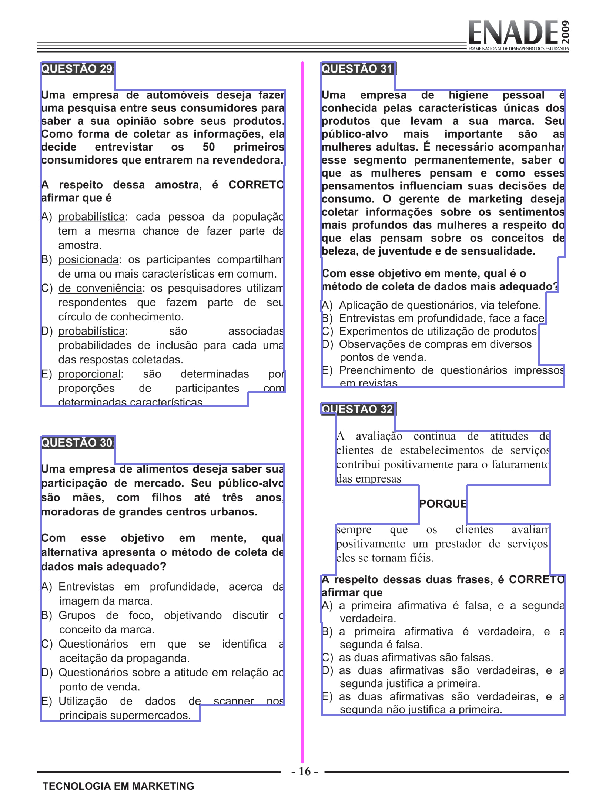 ENADE 2009
EXAME NACIONAL DE DESEMPENHO DOS ESTUDANTES
QUESTÃO 29
Uma empresa de automóveis deseja fazer
uma pesquisa entre seus consumidores para
saber a sua opinião sobre seus produtos.
Como forma de coletar as informações, ela
decide entrevistar os 50 primeiros
consumidores que entrarem na revendedora.
A respeito dessa amostra, é CORRETO
afirmar que é
A) probabilística: cada pessoa da população
tem a mesma chance de fazer parte da
amostra.
B) posicionada: os participantes compartilham
de uma ou mais características em comum.
C) de conveniência: os pesquisadores utilizam
respondentes que fazem parte de seu
círculo de conhecimento.
D) probabilística: são associadas
probabilidades de inclusão para cada uma
das respostas coletadas.
E) proporcional: são determinadas por
proporções de participantes com
determinadas características.
QUESTÃO 30
Uma empresa de alimentos deseja saber sua
participação de mercado. Seu público-alvo
são mães, com filhos até três anos,
moradoras de grandes centros urbanos.
Com esse objetivo em mente, qual
alternativa apresenta o método de coleta de
dados mais adequado?
A) Entrevistas em profundidade, acerca da
imagem da marca.
B) Grupos de foco, objetivando discutir o
conceito da marca.
C) Questionários em que se identifica a
aceitação da propaganda.
D) Questionários sobre a atitude em relação ao
ponto de venda.
E) Utilização de dados de scanner nos
principais supermercados.
QUESTÃO 31
Uma empresa de higiene pessoal é
conhecida pelas características únicas dos
produtos que levam a sua marca. Seu
público-alvo mais importante são as
mulheres adultas. É necessário acompanhar
esse segmento permanentemente, saber o
que as mulheres pensam e como esses
pensamentos influenciam suas decisões de
consumo. O gerente de marketing deseja
coletar informações sobre os sentimentos
mais profundos das mulheres a respeito do
que elas pensam sobre os conceitos de
beleza, de juventude e de sensualidade.
Com esse objetivo em mente, qual é o
método de coleta de dados mais adequado?
A) Aplicação de questionários, via telefone.
B) Entrevistas em profundidade, face a face
C) Experimentos de utilização de produtos
D) Observações de compras em diversos
pontos de venda.
E) Preenchimento de questionários impressos
em revistas
QUESTÃO 32
A avaliação contínua de atitudes de
clientes de estabelecimentos de serviços
contribui positivamente para o faturamento
das empresas
PORQUE
sempre que os clientes avaliam
positivamente um prestador de serviços
eles se tornam fiéis.
A respeito dessas duas frases, é CORRETO
afirmar que
A) a primeira afirmativa é falsa, e a segunda
verdadeira.
B) a primeira afirmativa é verdadeira, e a
segunda é falsa.
C) as duas afirmativas são falsas.
D) as duas afirmativas são verdadeiras, e a
segunda justifica a primeira.
E) as duas afirmativas são verdadeiras, e a
segunda não justifica a primeira.
- 16 -
TECNOLOGIA EM MARKETING